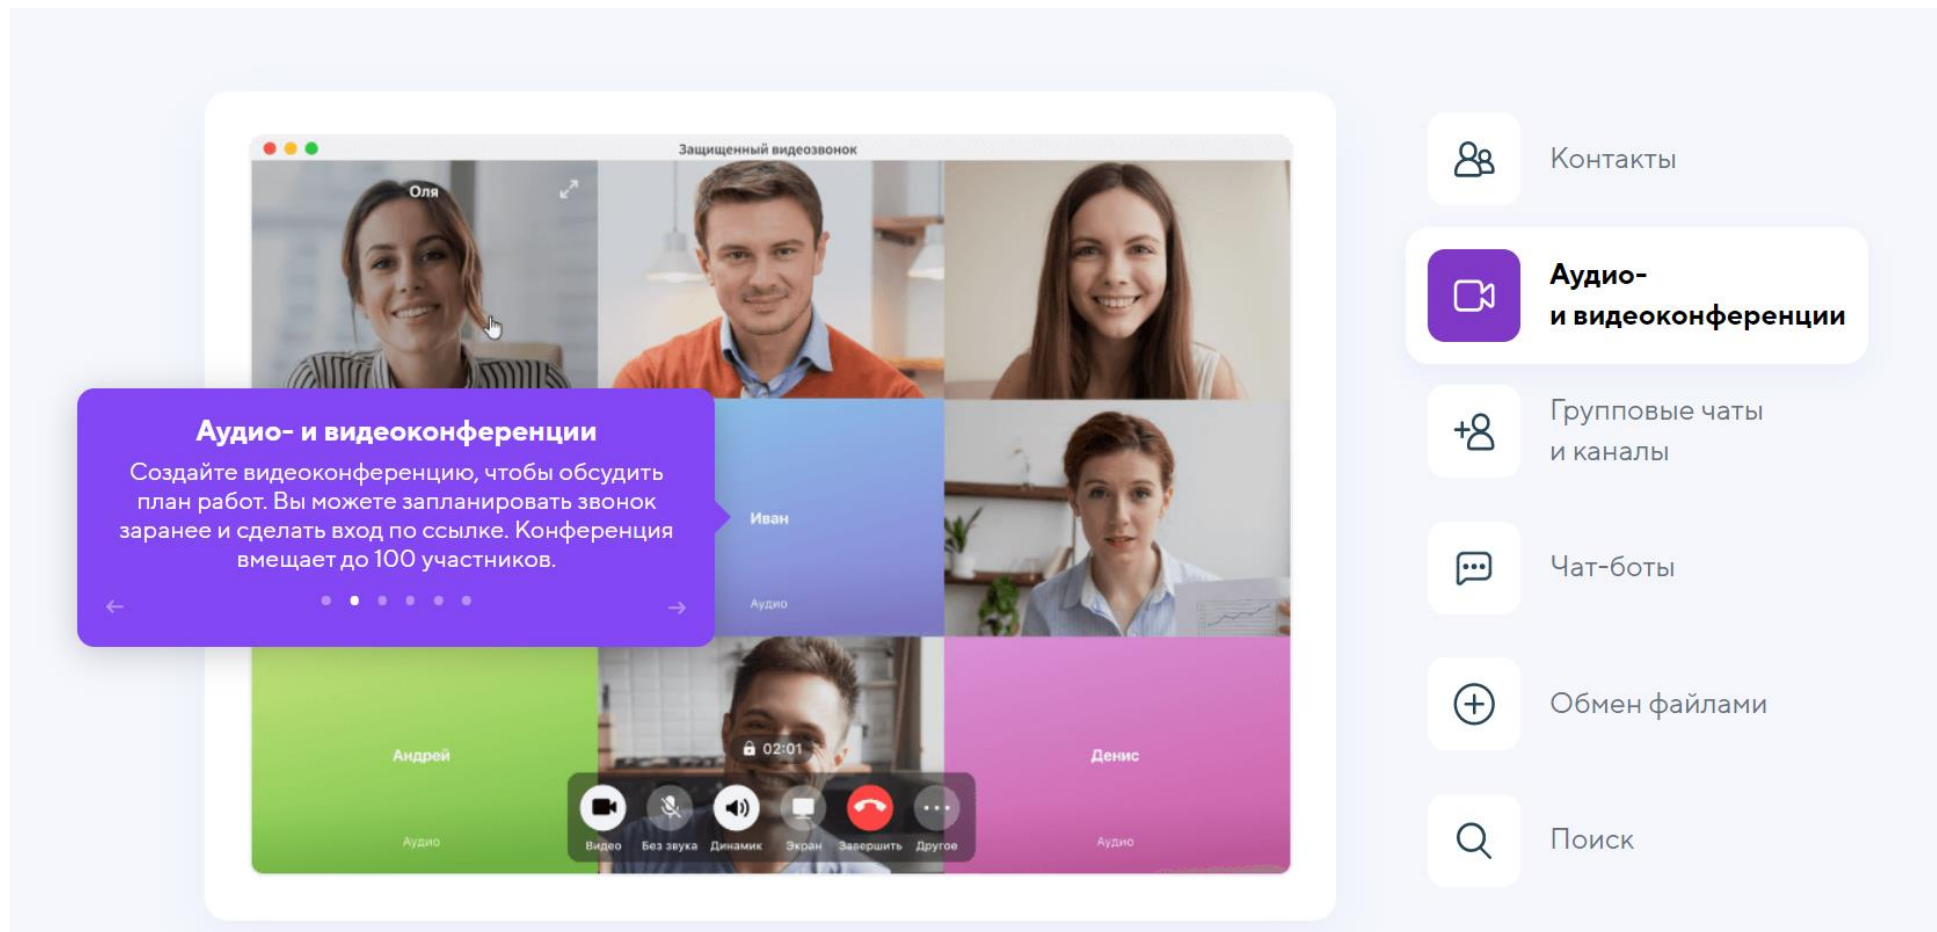 Защищенный видеозвонок
Оля
Аудио- и видеоконференции
Создайте видеоконференцию, чтобы обсудить
план работ. Вы можете запланировать звонок
заранее и сделать вход по ссылке. Конференция
вмещает до 100 участников.
Иван
Аудио
Андрей
Аудио
02:01
Видео
Без звука
Динамик
Экран
Завершить
Другое
Денис
Аудио
Контакты
Аудио-
и видеоконференции
Групповые чаты
и каналы
Чат-боты
Обмен файлами
Поиск